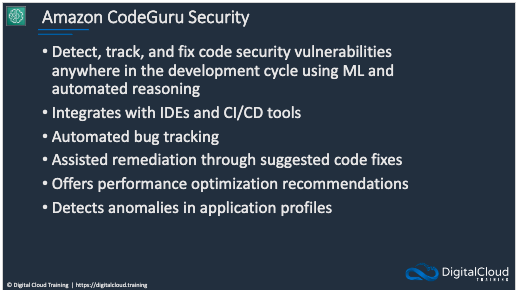 Amazon CodeGuru Security
• Detect, track, and fix code security vulnerabilities
anywhere in the development cycle using ML and
automated reasoning
• Integrates with IDEs and CI/CD tools
• Automated bug tracking
• Assisted remediation through suggested code fixes
• Offers performance optimization recommendations
• Detects anomalies in application profiles
DigitalCloud
TRAINING
© Digital Cloud Training | https://digitalcloud.training